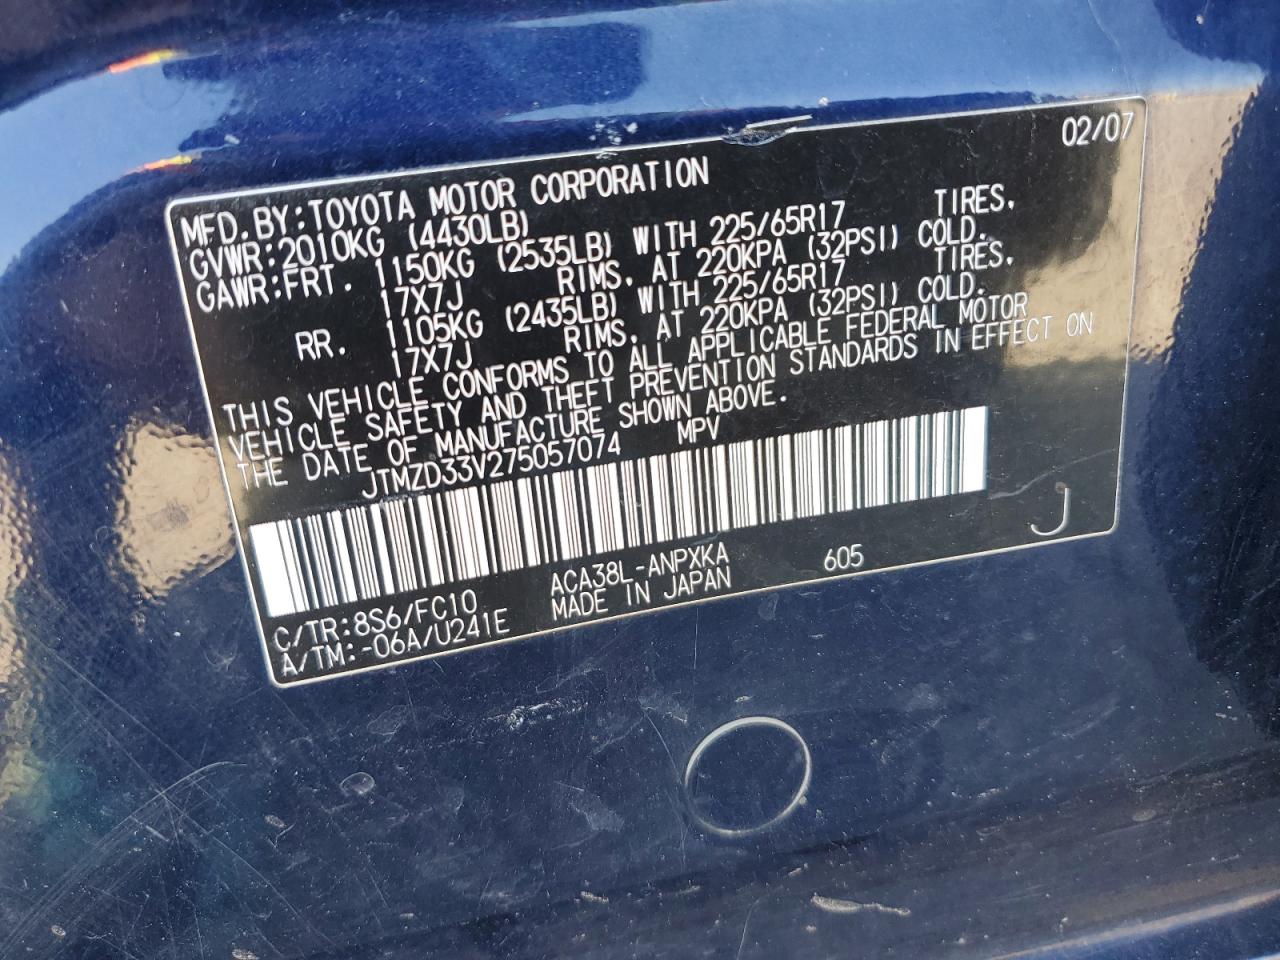 02/07
MFD.BY:TOYOTA MOTOR CORPORATION
GVWR:2010KG (4430LB)
GAWR:FRT. 1150KG (2535LB) WITH 225/65R17 TIRES,
17X7J RIMS, AT 220KPA (32PSI) COLD.
RR. 1105KG (2435LB) WITH 225/65R17 TIRES,
17X7J RIMS, AT 220KPA (32PSI) COLD.
THIS VEHICLE CONFORMS TO ALL APPLICABLE FEDERAL MOTOR
VEHICLE SAFETY AND THEFT PREVENTION STANDARDS IN EFFECT ON
THE DATE OF MANUFACTURE SHOWN ABOVE.
JTMZD33V275057074 MPV
C/TR:8S6/FC10 ACA38L-ANPXKA 605 J
A/TM:-06A/U241E MADE IN JAPAN